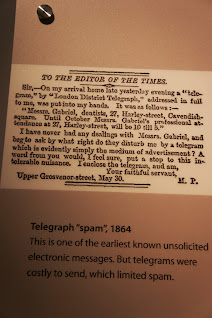 TO THE EDITOR OF THE TIMES.
Sir,—On my arrival home late yesterday evening a "tele-
gram," by "London District Telegraph," addressed in full
to me, was put into my hands. It was as follows:—
"Messrs. Gabriel, dentists, 27, Harley-street, Cavendish-
square. Until October Messrs. Gabriel's professional at-
tendance at 27, Harley-street, will be 10 till 5."
I have never had any dealings with Messrs. Gabriel, and
beg to ask by what right do they disturb me by a telegram
which is evidently simply the medium of advertisement? A
word from you would, I feel sure, put a stop to this in-
tolerable nuisance. I enclose the telegram, and am,
Your faithful servant,
Upper Grosvenor-street, May 30. M. P.
Telegraph "spam", 1864
This is one of the earliest known unsolicited
electronic messages. But telegrams were
costly to send, which limited spam.